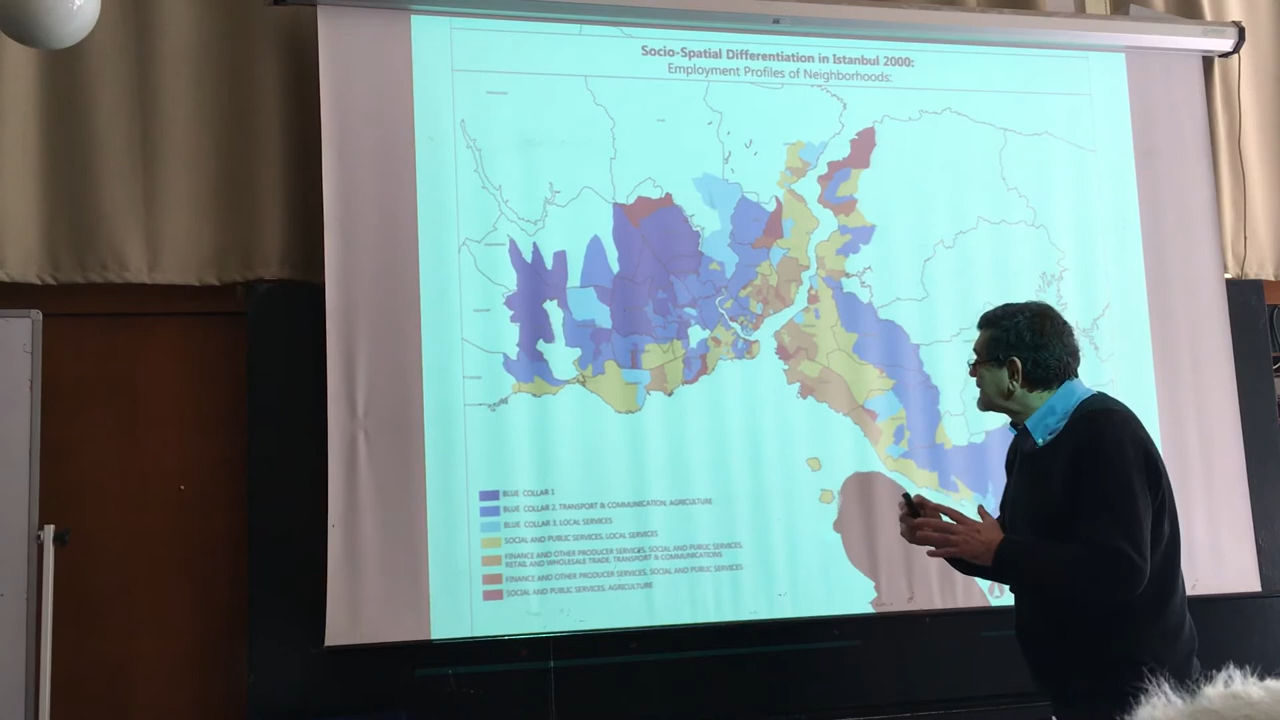 Socio-Spatial Differentiation in Istanbul 2000:
Employment Profiles of Neighborhoods:
BLUE COLLAR 1
BLUE COLLAR 2, TRANSPORT & COMMUNICATION, AGRICULTURE
BLUE COLLAR 3, LOCAL SERVICES
SOCIAL AND PUBLIC SERVICES, LOCAL SERVICES
FINANCE AND OTHER PRODUCER SERVICES, SOCIAL AND PUBLIC SERVICES,
RETAIL AND WHOLESALE TRADE, TRANSPORT & COMMUNICATIONS
FINANCE AND OTHER PRODUCER SERVICES, SOCIAL AND PUBLIC SERVICES
SOCIAL AND PUBLIC SERVICES, AGRICULTURE